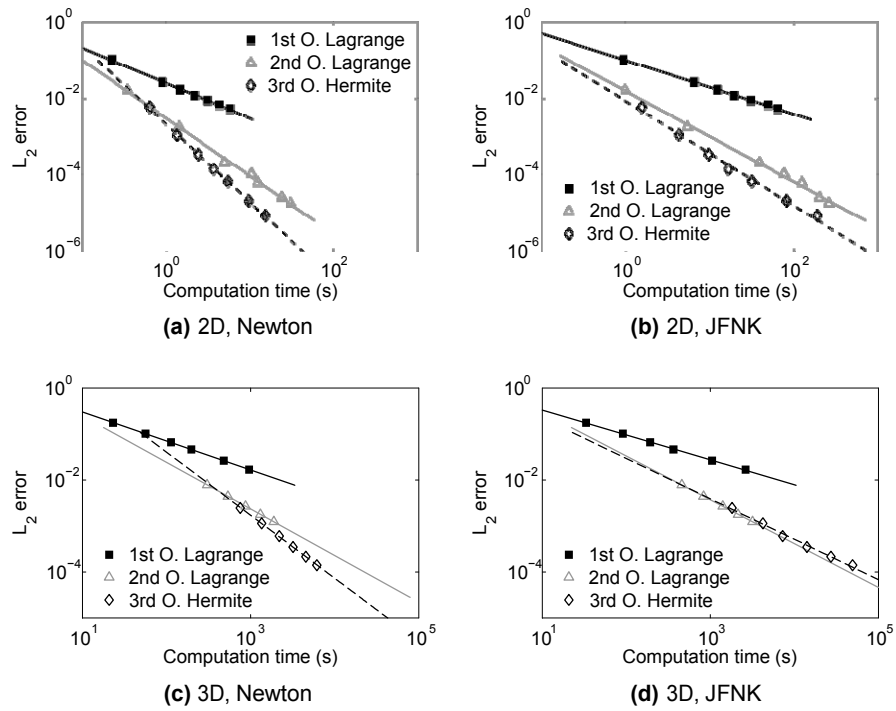 10^0
10^-2
10^-4
10^-6
L_2 error
1st O. Lagrange
2nd O. Lagrange
3rd O. Hermite
10^0
10^2
Computation time (s)
(a) 2D, Newton
10^0
10^-2
10^-4
10^-6
L_2 error
1st O. Lagrange
2nd O. Lagrange
3rd O. Hermite
10^0
10^2
Computation time (s)
(b) 2D, JFNK
10^0
10^-2
10^-4
L_2 error
1st O. Lagrange
2nd O. Lagrange
3rd O. Hermite
10^1
10^3
10^5
Computation time (s)
(c) 3D, Newton
10^0
10^-2
10^-4
L_2 error
1st O. Lagrange
2nd O. Lagrange
3rd O. Hermite
10^1
10^3
10^5
Computation time (s)
(d) 3D, JFNK